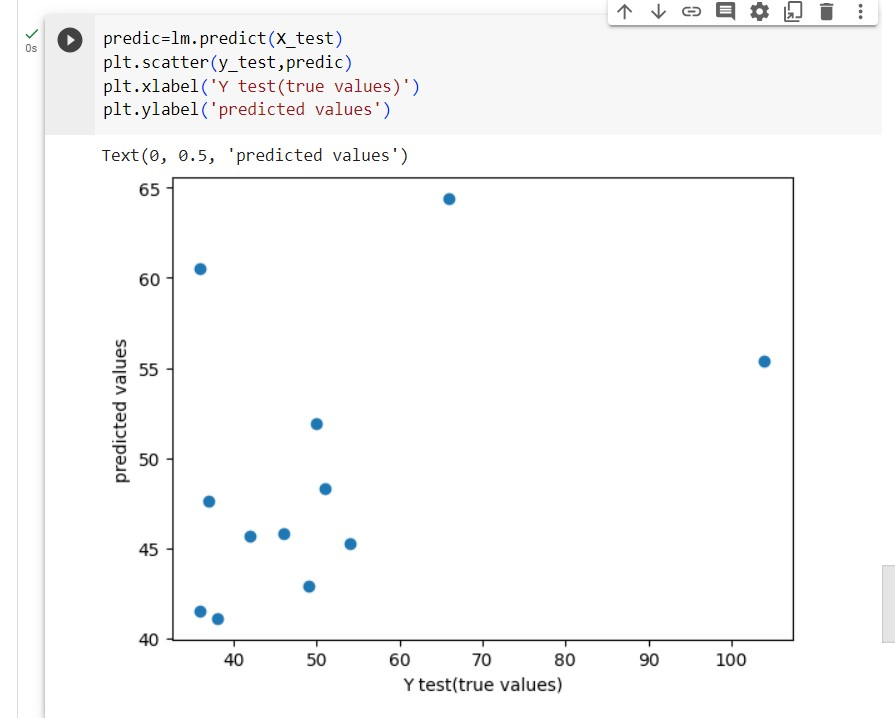 0s
predic=lm.predict(X_test)
plt.scatter(y_test,predic)
plt.xlabel('Y test(true values)')
plt.ylabel('predicted values')
Text(0, 0.5, 'predicted values')
65
60
55
50
45
40
predicted values
40 50 60 70 80 90 100
Y test(true values)